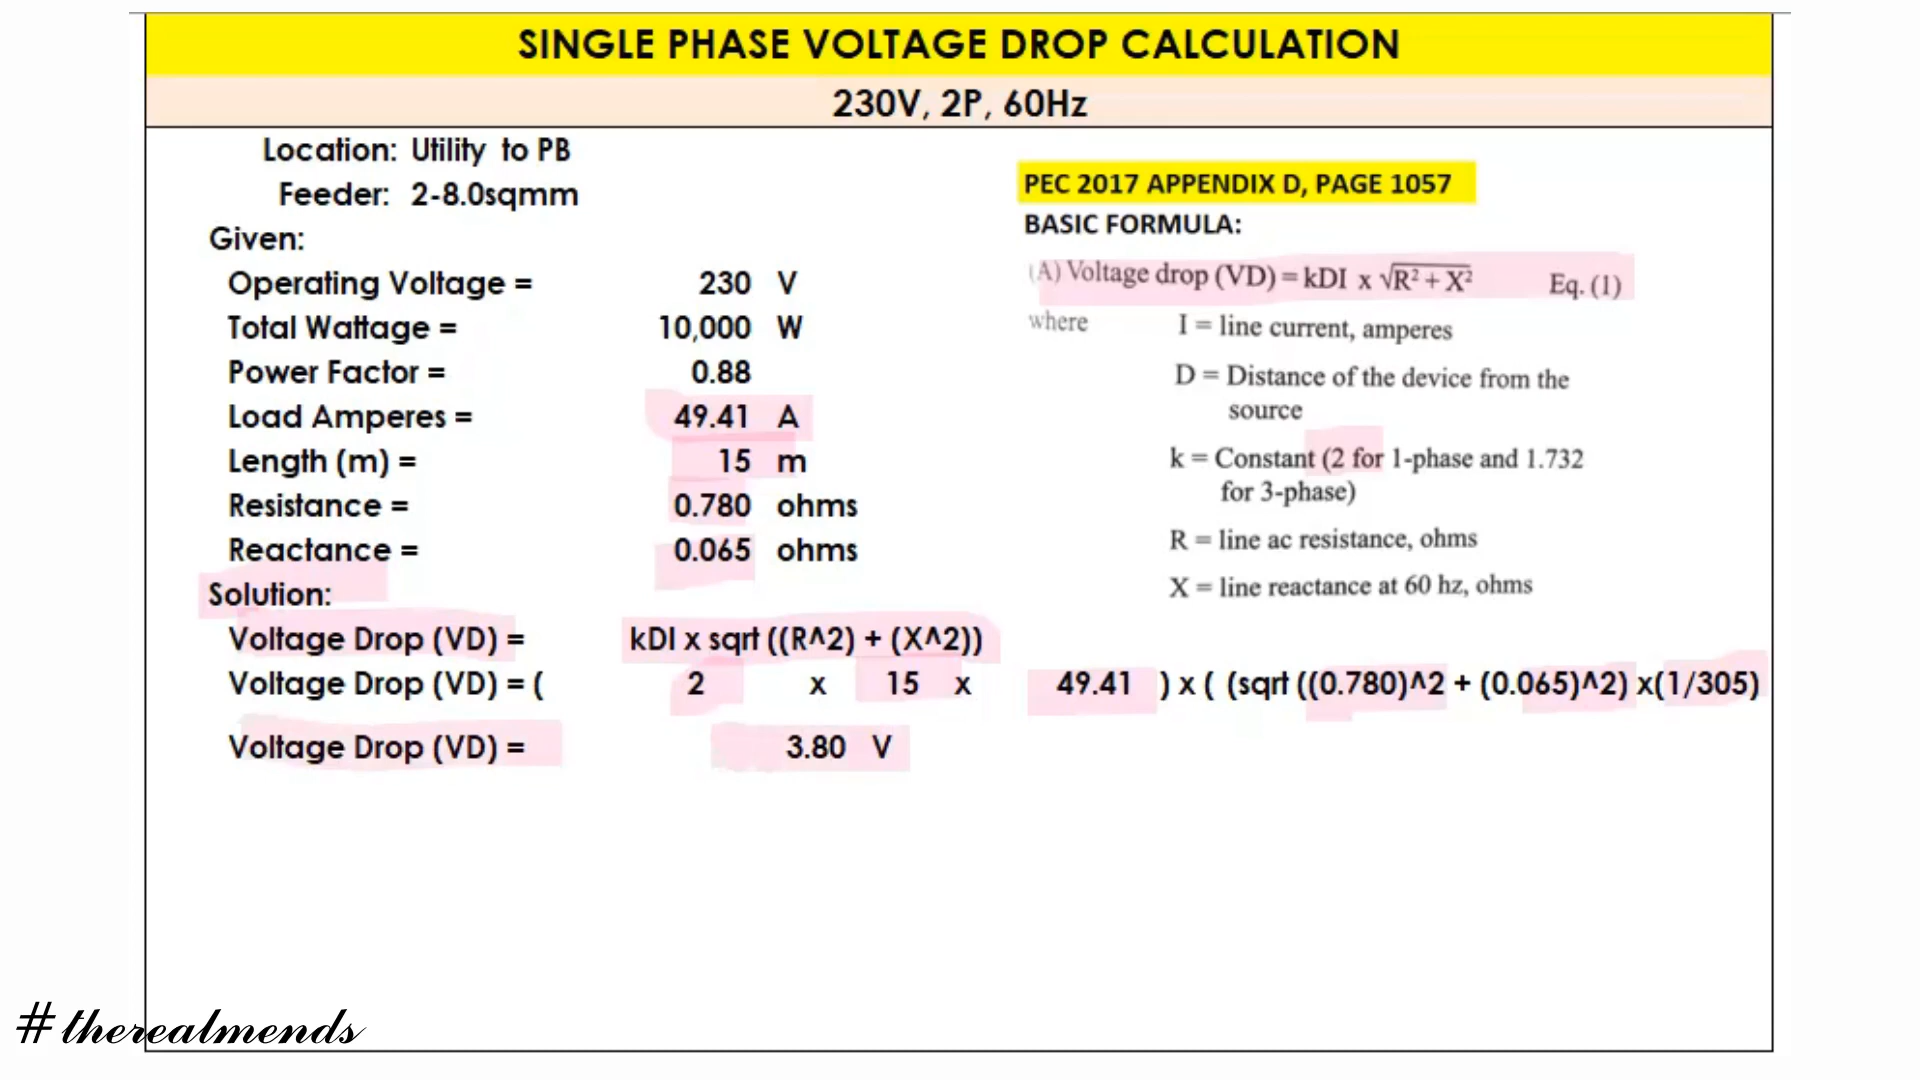 SINGLE PHASE VOLTAGE DROP CALCULATION
230V, 2P, 60Hz
Location: Utility to PB
Feeder: 2-8.0sqmm
Given:
Operating Voltage = 230 V
Total Wattage = 10,000 W
Power Factor = 0.88
Load Amperes = 49.41 A
Length (m) = 15 m
Resistance = 0.780 ohms
Reactance = 0.065 ohms
PEC 2017 APPENDIX D, PAGE 1057
BASIC FORMULA:
(A) Voltage drop (VD) = kDI x √R² + X² Eq. (1)
where I = line current, amperes
D = Distance of the device from the
source
k = Constant (2 for 1-phase and 1.732
for 3-phase)
R = line ac resistance, ohms
X = line reactance at 60 hz, ohms
Solution:
Voltage Drop (VD) = kDI x sqrt ((R^2) + (X^2))
Voltage Drop (VD) = ( 2 x 15 x 49.41 ) x ( (sqrt ((0.780)^2 + (0.065)^2) x(1/305)
Voltage Drop (VD) = 3.80 V
#therealmends